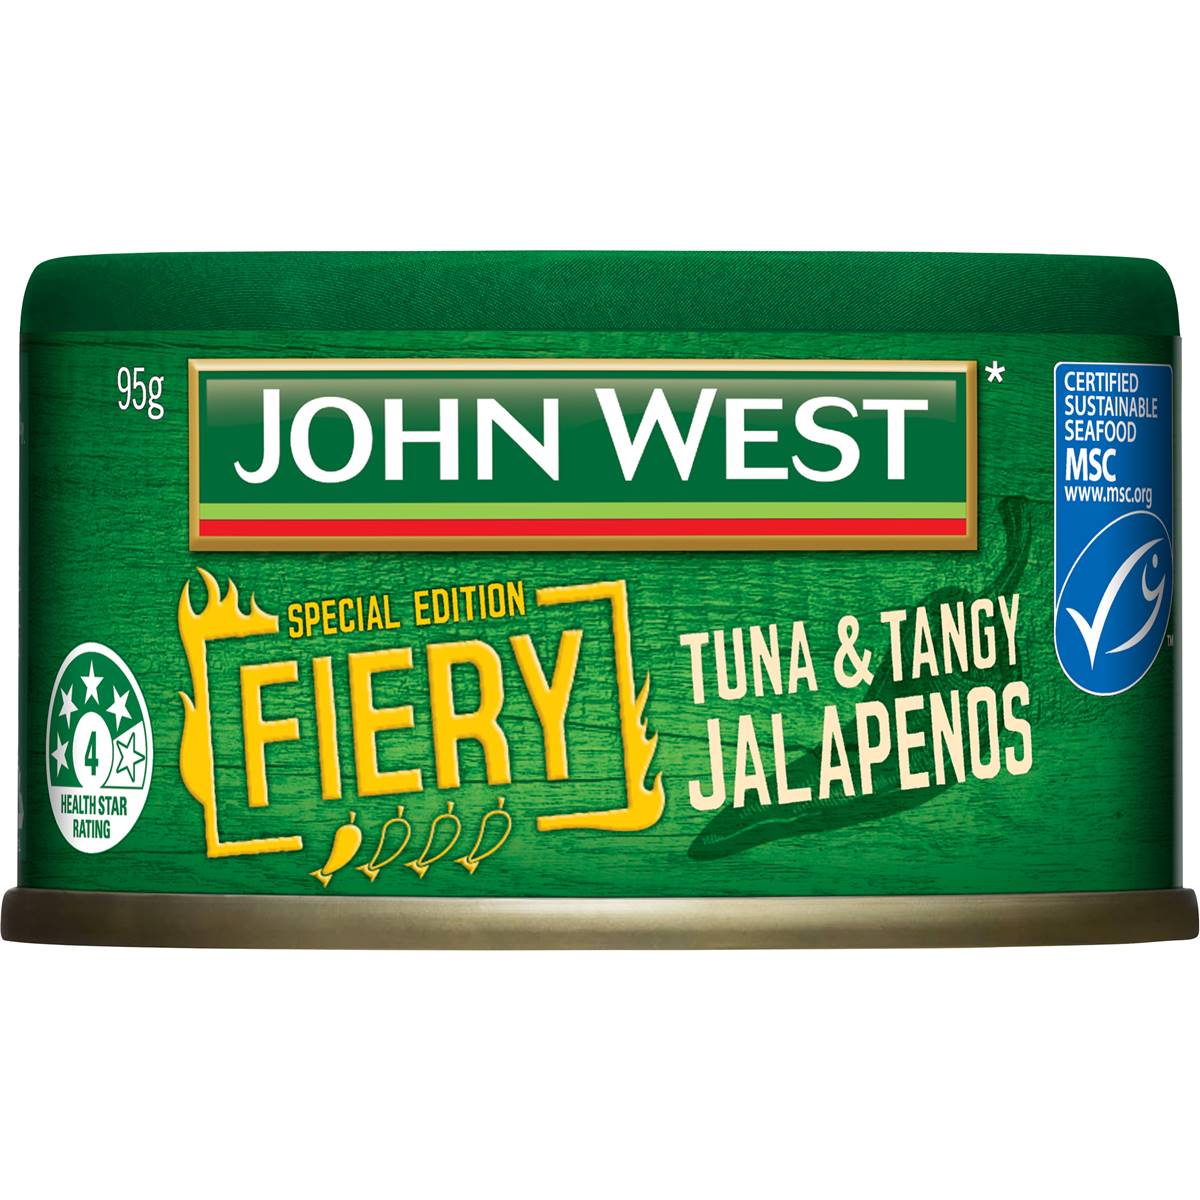 95g
JOHN WEST*
CERTIFIED
SUSTAINABLE
SEAFOOD
MSC
www.msc.org
TM
SPECIAL EDITION
FIERY
TUNA & TANGY
JALAPENOS
4
HEALTH STAR
RATING